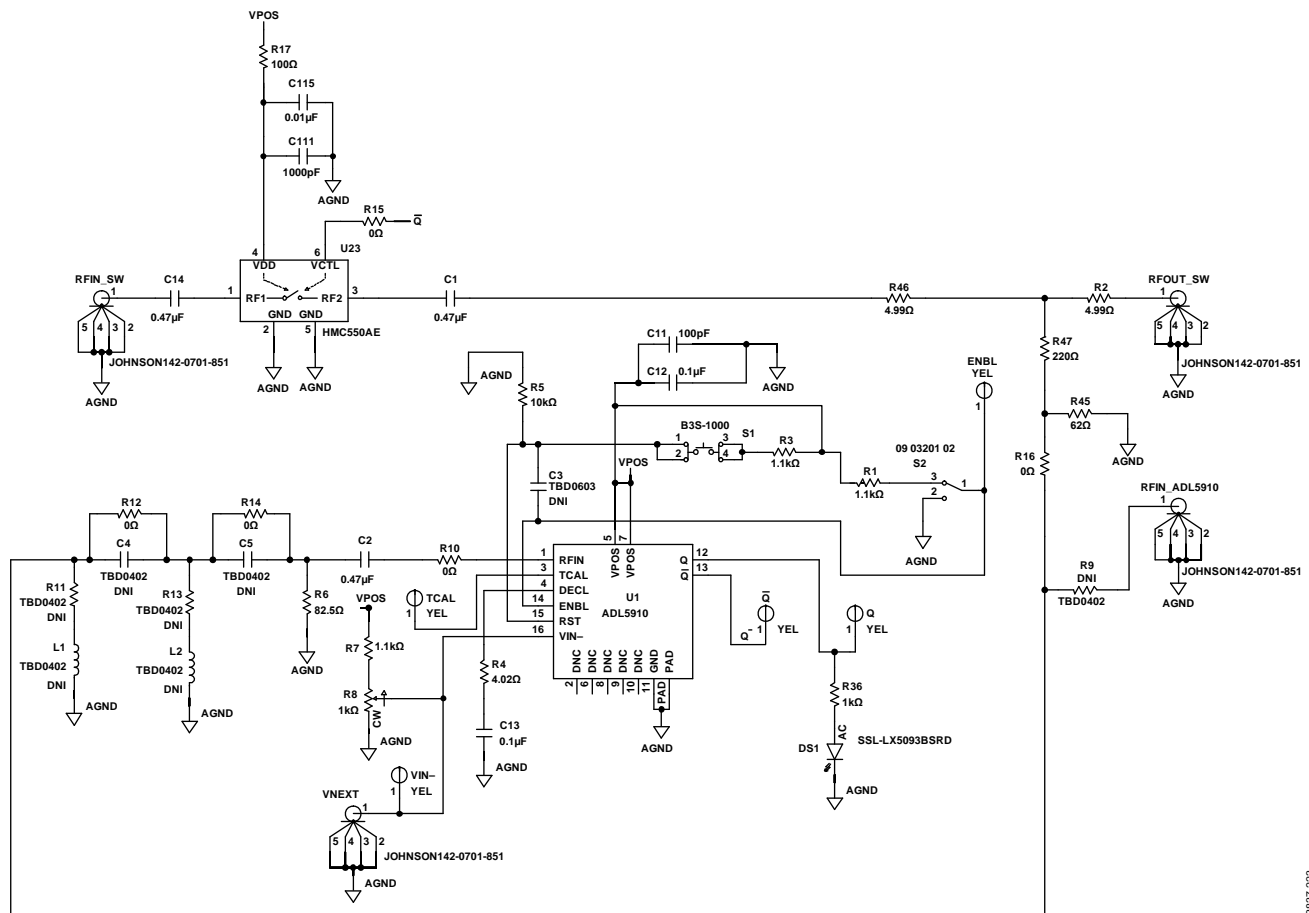 VPOS
R17
100Ω
C115
0.01µF
C111
1000pF
AGND
R15
0Ω
Q̅
U23
4
6
VDD
VCTL
RFIN_SW
1
5 4 3 2
JOHNSON142-0701-851
AGND
C14
0.47µF
1
RF1
RF2
3
GND
GND
2
5
HMC550AE
AGND
AGND
C1
0.47µF
R46
4.99Ω
R2
4.99Ω
RFOUT_SW
1
5 4 3 2
JOHNSON142-0701-851
AGND
R47
220Ω
R45
62Ω
AGND
R16
0Ω
C11
100pF
C12
0.1µF
AGND
AGND
R5
10kΩ
ENBL
YEL
1
B3S-1000
1
2
3
4
S1
R3
1.1kΩ
R1
1.1kΩ
09 03201 02
S2
3
2
1
AGND
C3
TBD0603
DNI
VPOS
RFIN_ADL5910
1
5 4 3 2
JOHNSON142-0701-851
AGND
R9
DNI
TBD0402
R12
0Ω
C4
TBD0402
DNI
R14
0Ω
C5
TBD0402
DNI
C2
0.47µF
R10
0Ω
R11
TBD0402
DNI
L1
TBD0402
DNI
AGND
R13
TBD0402
DNI
L2
TBD0402
DNI
AGND
R6
82.5Ω
AGND
VPOS
R7
1.1kΩ
R8
1kΩ
CW
AGND
TCAL
YEL
1
R4
4.02Ω
C13
0.1µF
AGND
1
RFIN
3
TCAL
4
DECL
14
ENBL
15
RST
16
VIN–
5
7
VPOS
VPOS
Q
12
QI
13
U1
ADL5910
DNC
DNC
DNC
DNC
DNC
GND
PAD
2
6
8
9
10
11
PAD
AGND
QI
YEL
1
Q-
Q
YEL
1
R36
1kΩ
AC
SSL-LX5093BSRD
DS1
AGND
VIN–
YEL
1
VNEXT
1
5 4 3 2
JOHNSON142-0701-851
AGND